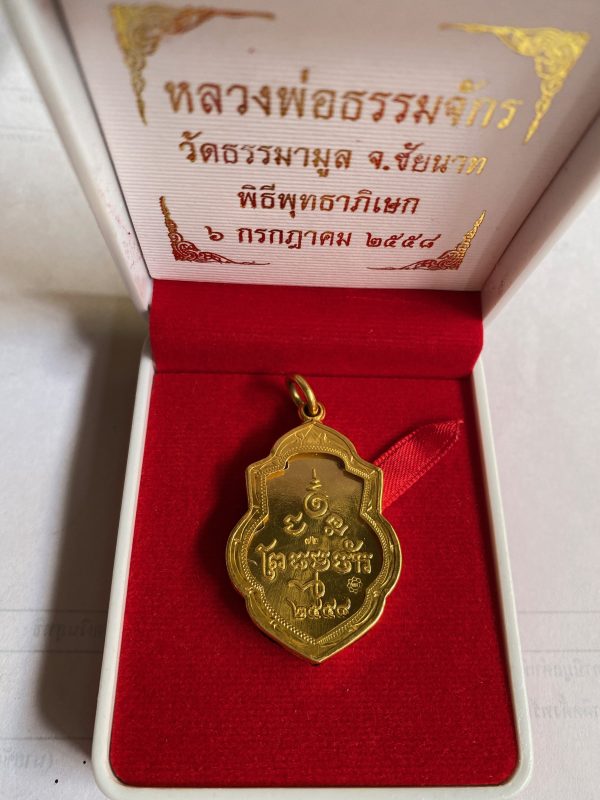 หลวงพ่อธรรมจักร
วัดธรรมามูล จ.ชัยนาท
พิธีพุทธาภิเษก
๖ กรกฎาคม ๒๕๕๘
๒๕๕๘